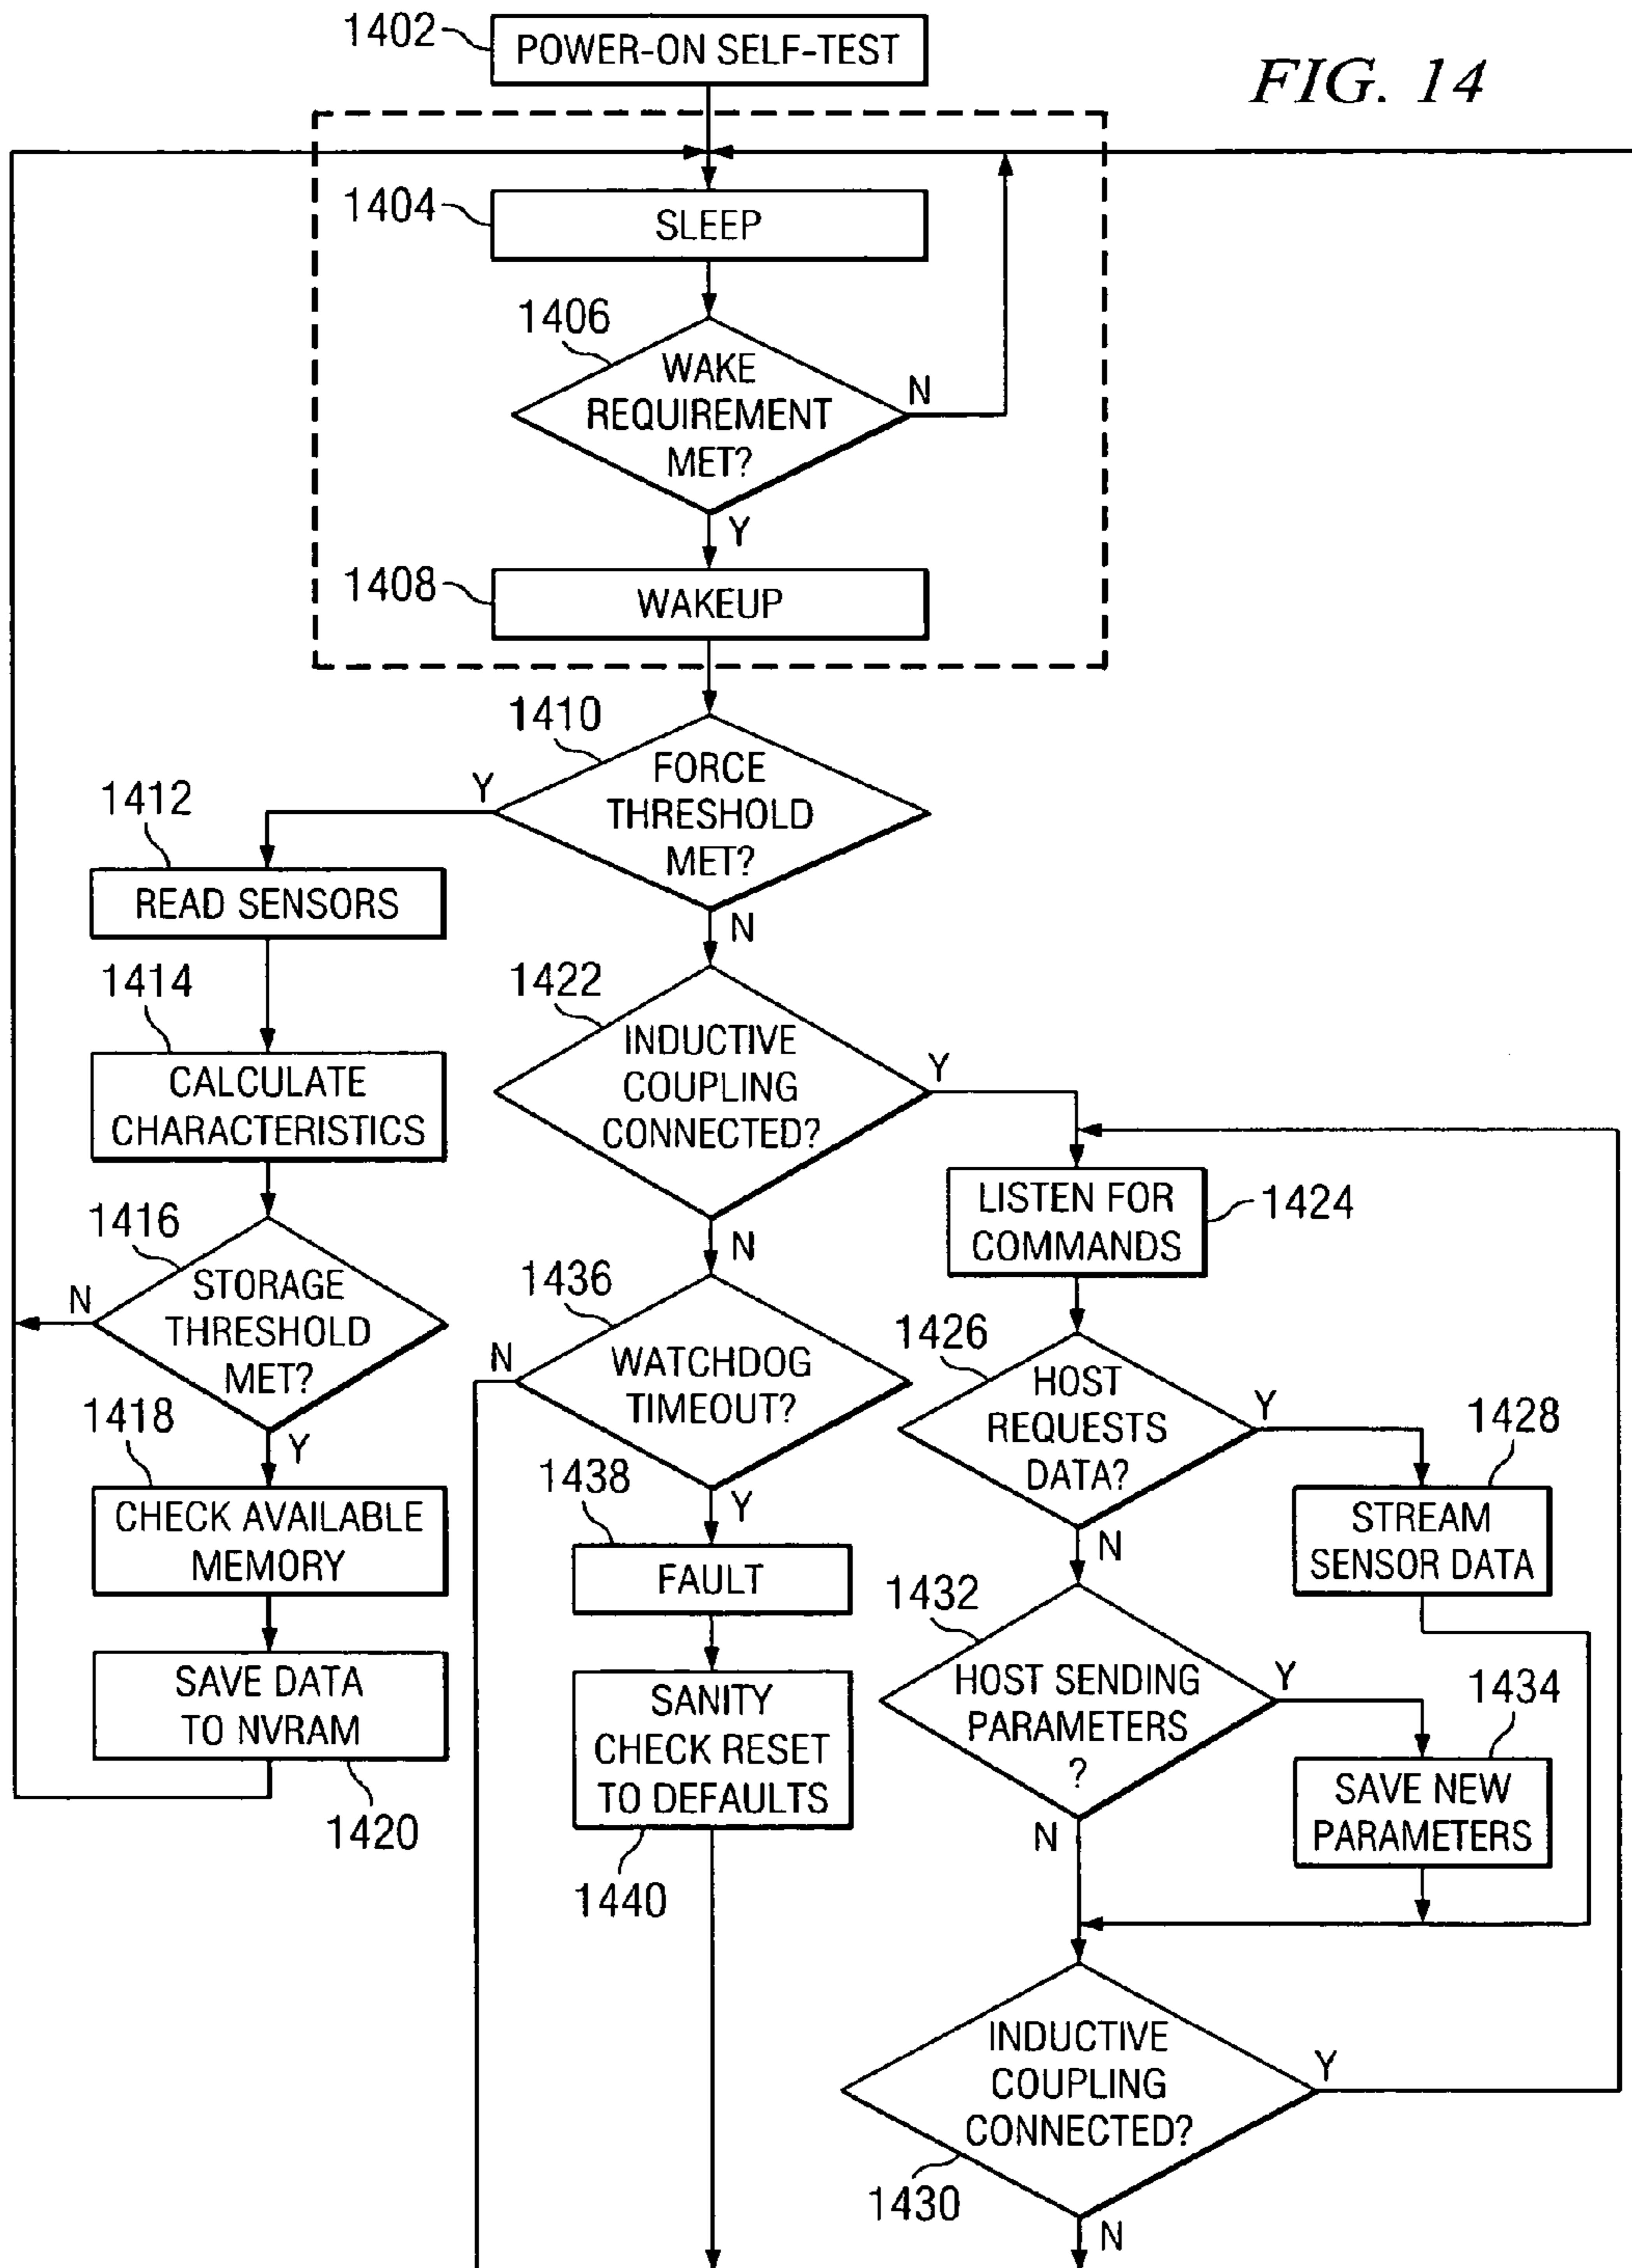 FIG. 14
1402
POWER-ON SELF-TEST
1404
SLEEP
1406
WAKE
REQUIREMENT
MET?
N
Y
1408
WAKEUP
1410
FORCE
THRESHOLD
MET?
Y
N
1412
READ SENSORS
1414
CALCULATE
CHARACTERISTICS
1416
STORAGE
THRESHOLD
MET?
N
Y
1418
CHECK AVAILABLE
MEMORY
SAVE DATA
TO NVRAM
1420
1422
INDUCTIVE
COUPLING
CONNECTED?
Y
N
1436
WATCHDOG
TIMEOUT?
N
Y
1438
FAULT
SANITY
CHECK RESET
TO DEFAULTS
1440
LISTEN FOR
COMMANDS
1424
1426
HOST
REQUESTS
DATA?
Y
N
1428
STREAM
SENSOR DATA
1432
HOST SENDING
PARAMETERS
?
Y
N
1434
SAVE NEW
PARAMETERS
INDUCTIVE
COUPLING
CONNECTED?
Y
1430
N